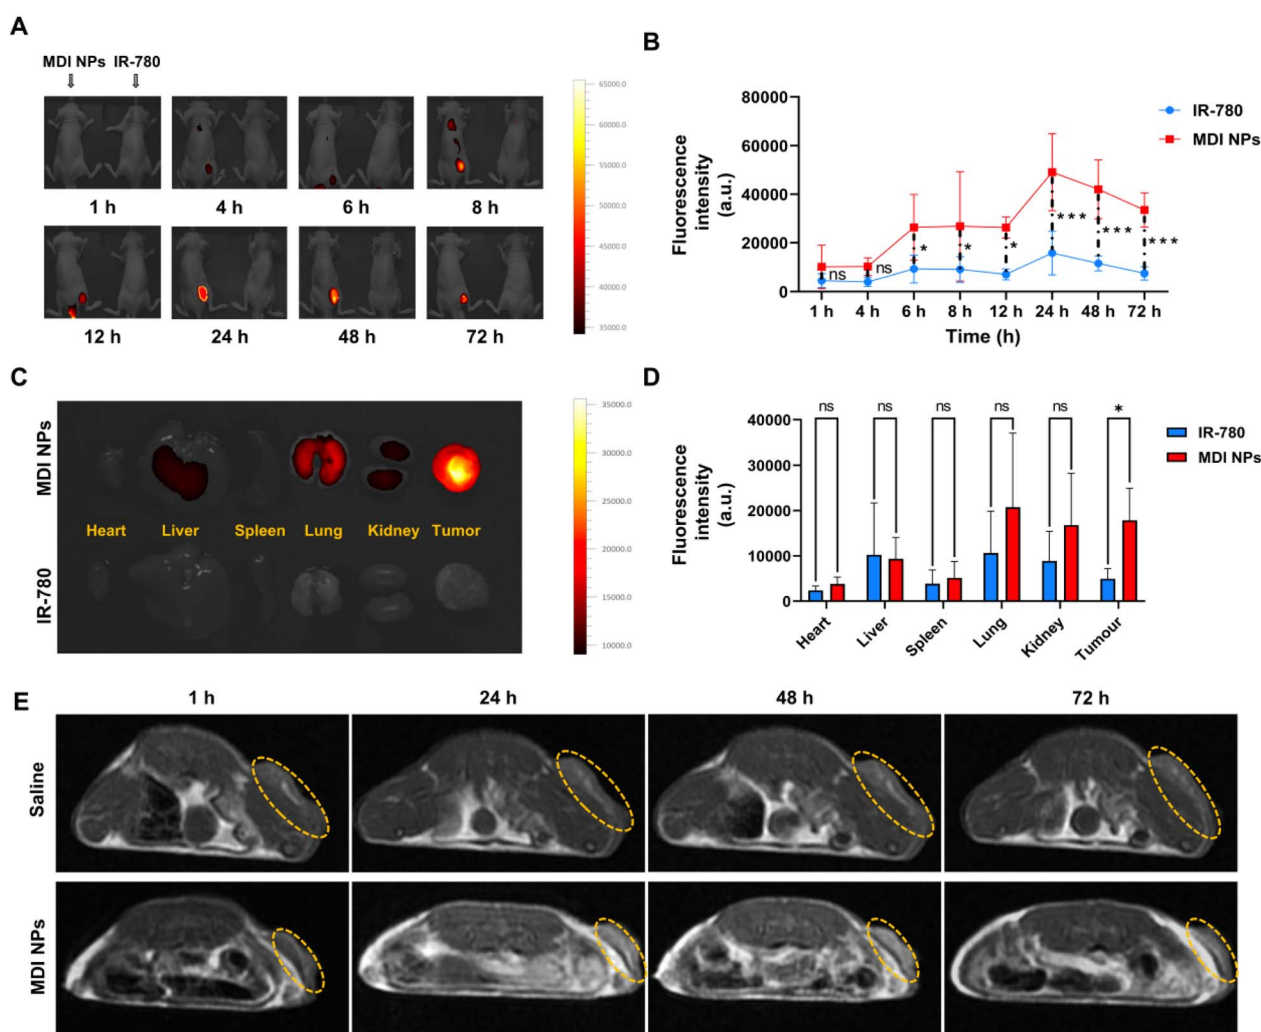 A
MDI NPs IR-780
1 h 4 h 6 h 8 h
12 h 24 h 48 h 72 h
65000.0
60000.0
55000.0
50000.0
45000.0
40000.0
35000.0
B
Fluorescence
intensity
(a.u.)
80000
60000
40000
20000
0
ns ns * * * *** *** ***
1 h 4 h 6 h 8 h 12 h 24 h 48 h 72 h
Time (h)
IR-780
MDI NPs
C
MDI NPs
Heart Liver Spleen Lung Kidney Tumor
IR-780
35000.0
30000.0
25000.0
20000.0
15000.0
10000.0
D
Fluorescence
intensity
(a.u.)
40000
30000
20000
10000
0
ns ns ns ns ns *
Heart Liver Spleen Lung Kidney Tumour
IR-780
MDI NPs
E
1 h 24 h 48 h 72 h
Saline
MDI NPs